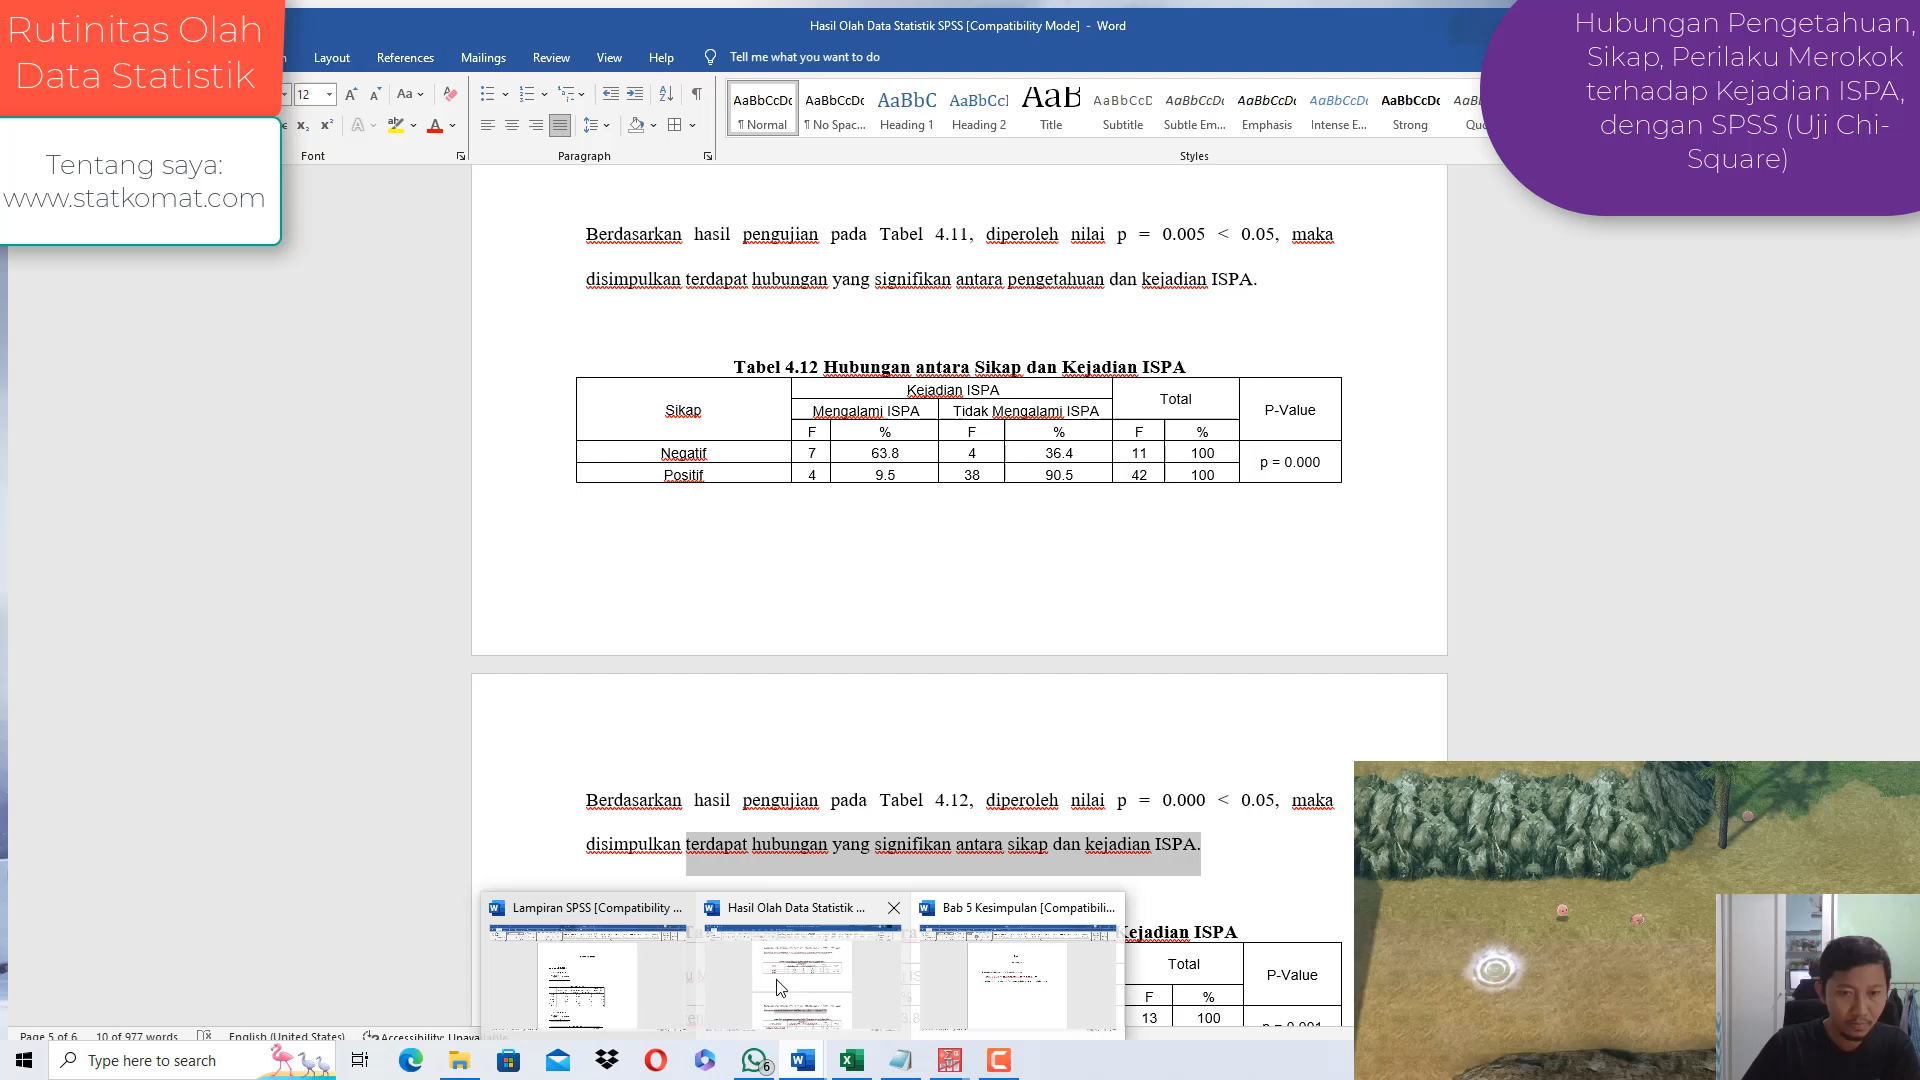 Rutinitas Olah
Data Statistik
Tentang saya:
www.statkomat.com
Hubungan Pengetahuan,
Sikap, Perilaku Merokok
terhadap Kejadian ISPA,
dengan SPSS (Uji Chi-
Square)
Hasil Olah Data Statistik SPSS [Compatibility Mode] - Word
Layout References Mailings Review View Help Tell me what you want to do
12
Font Paragraph Styles
AaBbCcDc AaBbCcDc AaBbC AaBbCcI AaB AaBbCcD AaBbCcDi AaBbCcDi AaBbCcDi AaBbCcDc
¶ Normal ¶ No Spac... Heading 1 Heading 2 Title Subtitle Subtle Em... Emphasis Intense E... Strong
Berdasarkan hasil pengujian pada Tabel 4.11, diperoleh nilai p = 0.005 < 0.05, maka
disimpulkan terdapat hubungan yang signifikan antara pengetahuan dan kejadian ISPA.
Tabel 4.12 Hubungan antara Sikap dan Kejadian ISPA
Sikap Kejadian ISPA Total P-Value
Mengalami ISPA Tidak Mengalami ISPA
F % F % F %
Negatif 7 63.8 4 36.4 11 100 p = 0.000
Positif 4 9.5 38 90.5 42 100
Berdasarkan hasil pengujian pada Tabel 4.12, diperoleh nilai p = 0.000 < 0.05, maka
disimpulkan terdapat hubungan yang signifikan antara sikap dan kejadian ISPA.
Kejadian ISPA
Total P-Value
F %
13 100
Lampiran SPSS [Compatibility ...
Hasil Olah Data Statistik ...
Bab 5 Kesimpulan [Compatibili...
Page 5 of 6 10 of 977 words English (United States) Accessibility: Unavailable
Type here to search
6